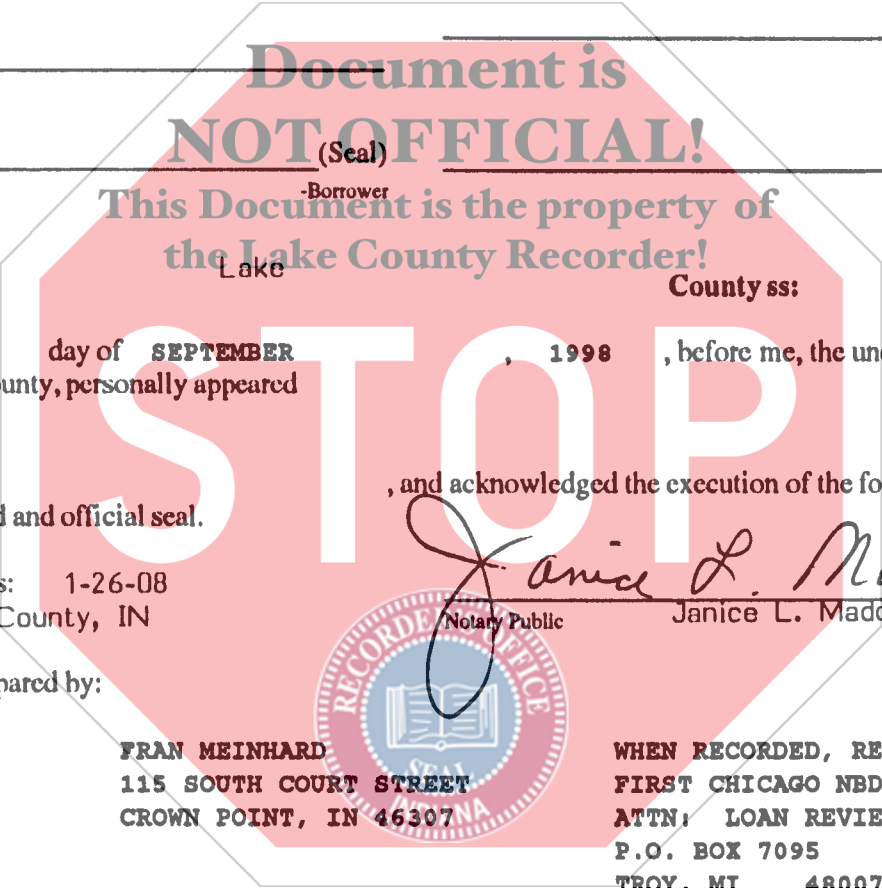 Document is
NOT OFFICIAL!
(Seal)
-Borrower
This Document is the property of
the Lake County Recorder!
Lake
County ss:
STOP
day of SEPTEMBER , 1998 , before me, the un
ounty, personally appeared
, and acknowledged the execution of the fo
d and official seal.
Janice L. M
s: 1-26-08
County, IN
Notary Public
Janice L. Madd
pared by:
RECORDER'S OFFICE
SEAL
INDIANA
FRAN MEINHARD
115 SOUTH COURT STREET
CROWN POINT, IN 46307
WHEN RECORDED, RE
FIRST CHICAGO NBD
ATTN: LOAN REVIE
P.O. BOX 7095
TROY, MI 48007